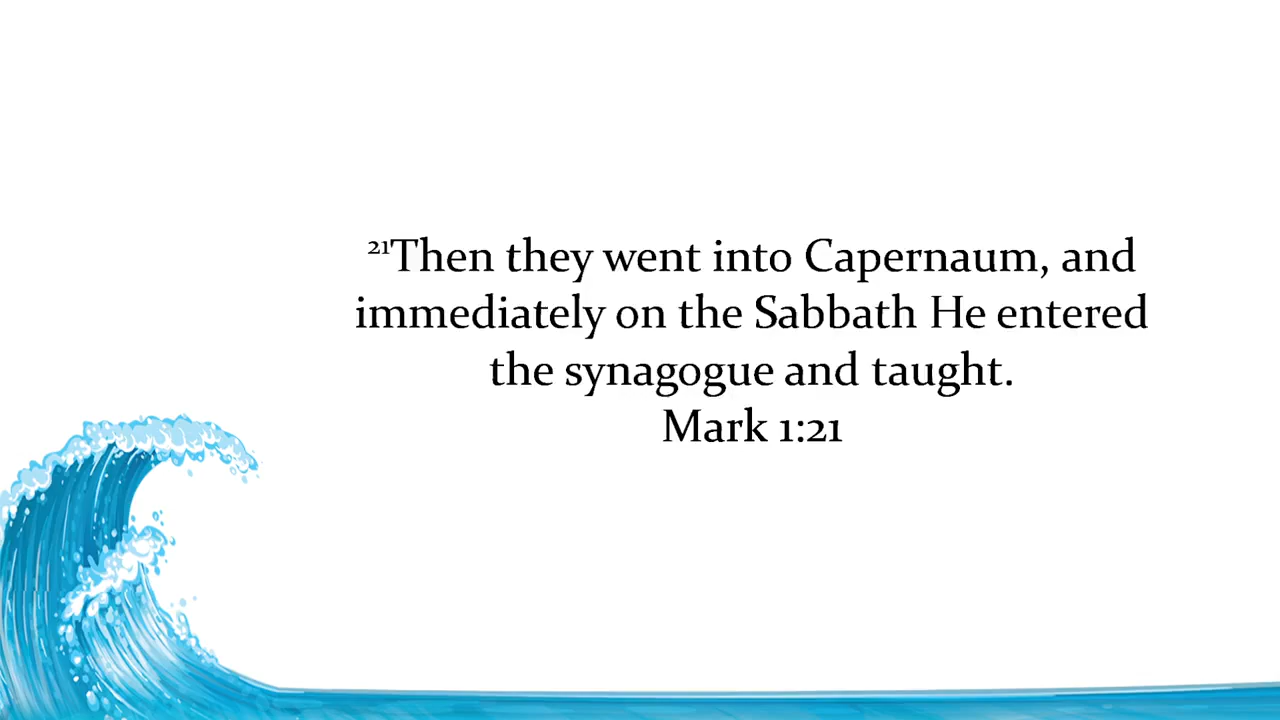 21Then they went into Capernaum, and
immediately on the Sabbath He entered
the synagogue and taught.
Mark 1:21